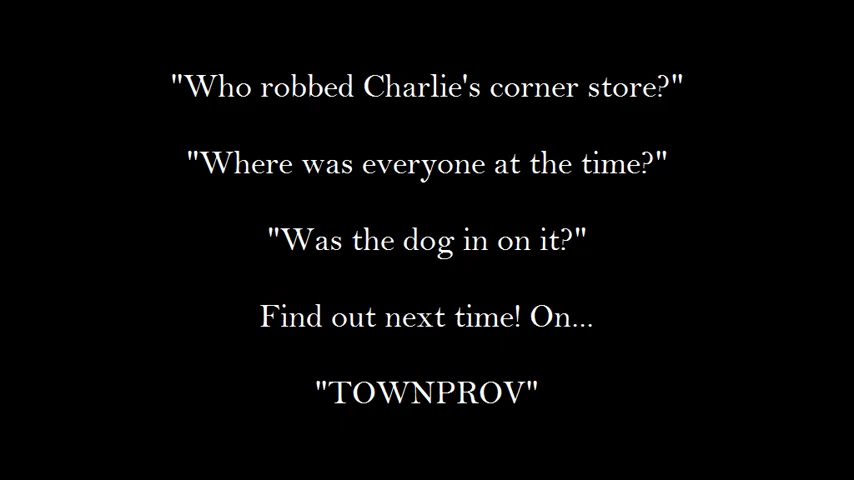 "Who robbed Charlie's corner store?"
"Where was everyone at the time?"
"Was the dog in on it?"
Find out next time! On...
"TOWNPROV"